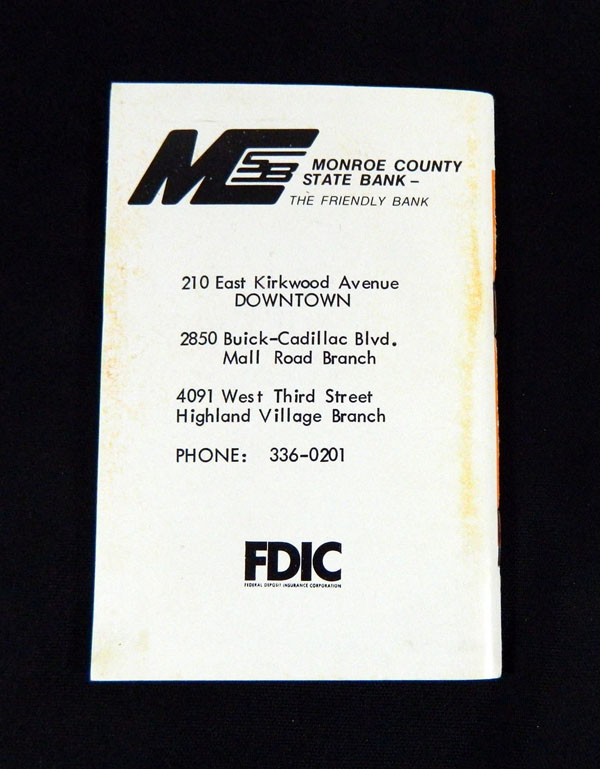 MCSB
MONROE COUNTY
STATE BANK –
THE FRIENDLY BANK
210 East Kirkwood Avenue
DOWNTOWN
2850 Buick-Cadillac Blvd.
Mall Road Branch
4091 West Third Street
Highland Village Branch
PHONE: 336-0201
FDIC
FEDERAL DEPOSIT INSURANCE CORPORATION